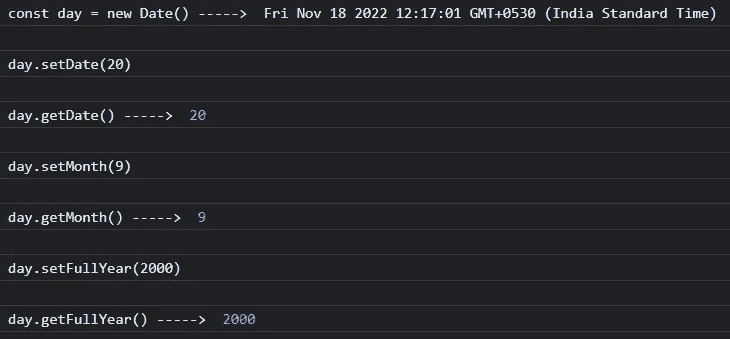 const day = new Date() ----->  Fri Nov 18 2022 12:17:01 GMT+0530 (India Standard Time)
day.setDate(20)
day.getDate() ----->  20
day.setMonth(9)
day.getMonth() ----->  9
day.setFullYear(2000)
day.getFullYear() ----->  2000